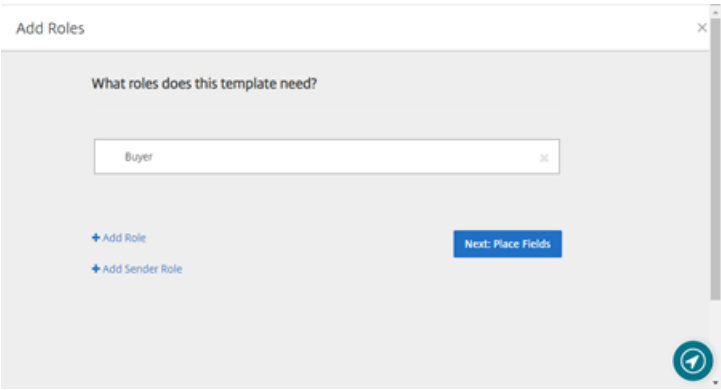 Add Roles
What roles does this template need?
Buyer
+ Add Role
Next: Place Fields
+ Add Sender Role